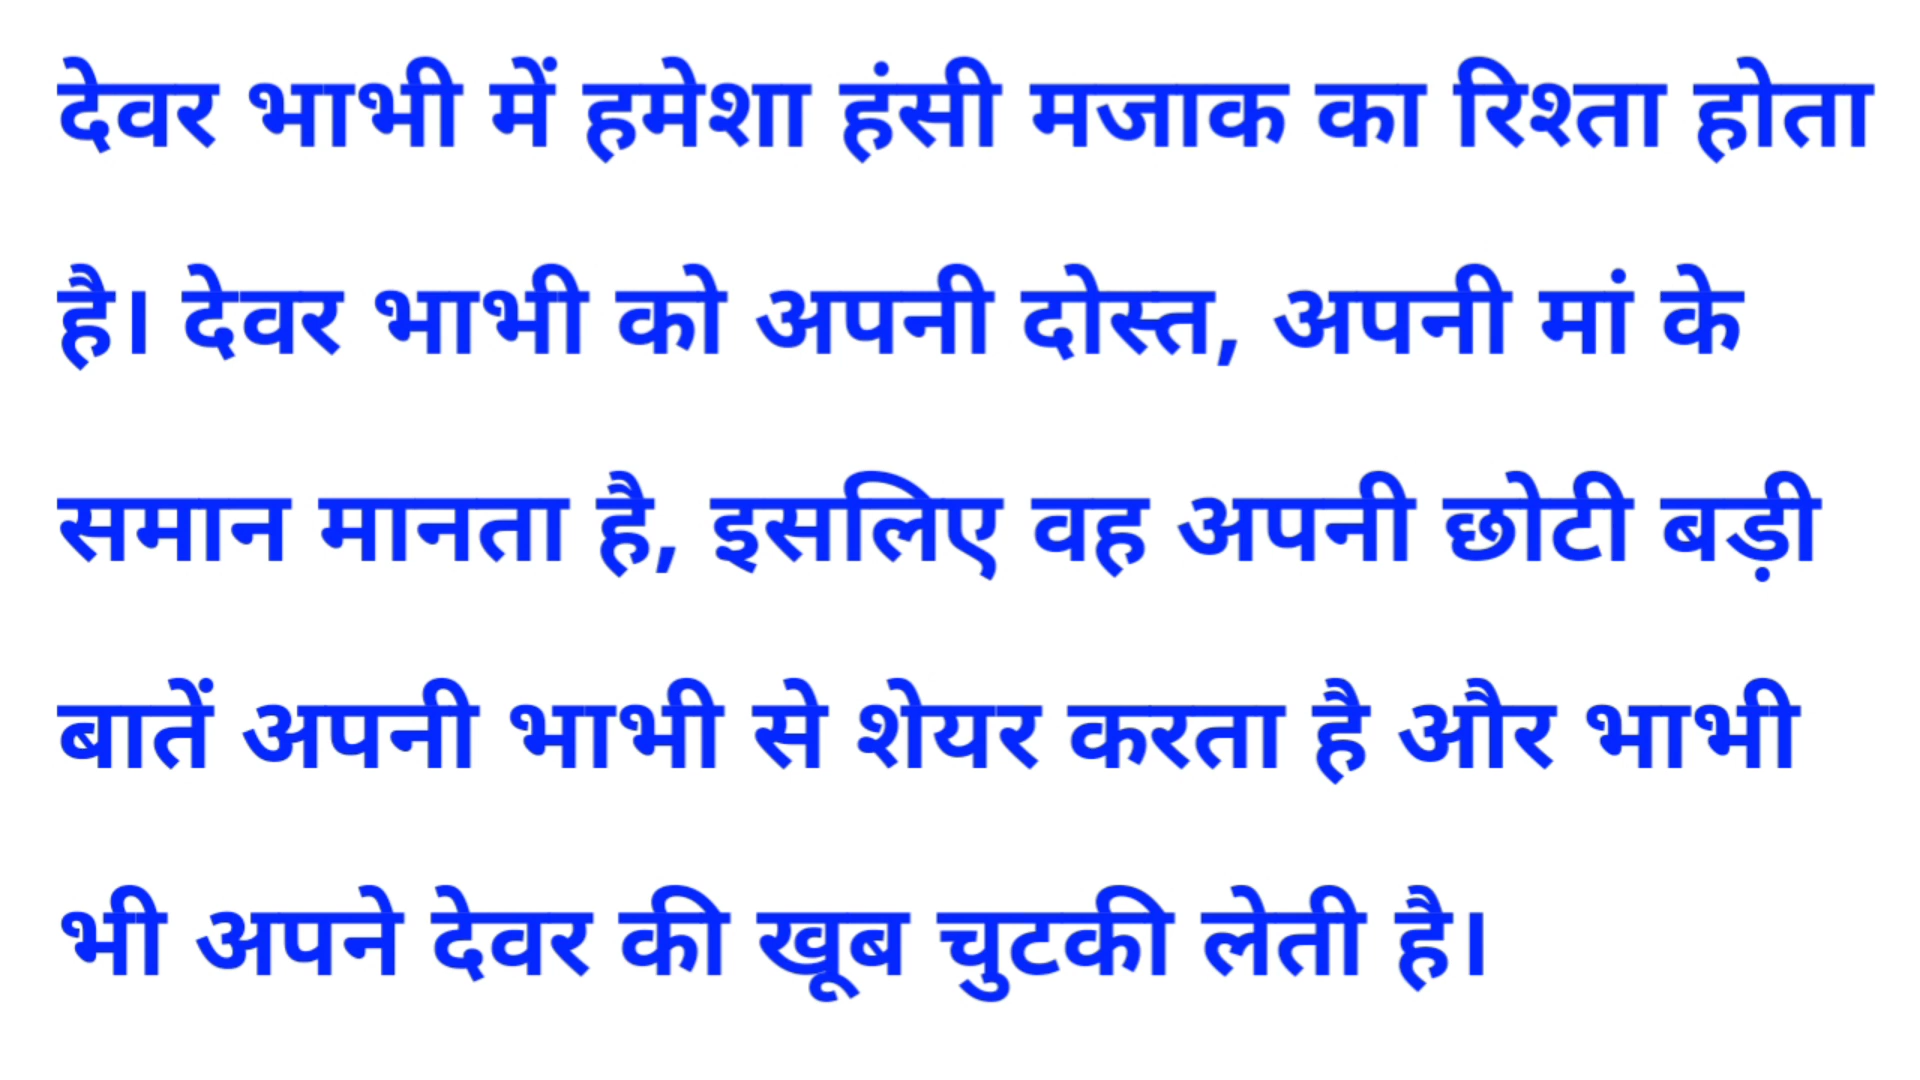 देवर भाभी में हमेशा हंसी मजाक का रिश्ता होता
है। देवर भाभी को अपनी दोस्त, अपनी मां के
समान मानता है, इसलिए वह अपनी छोटी बड़ी
बातें अपनी भाभी से शेयर करता है और भाभी
भी अपने देवर की खूब चुटकी लेती है।